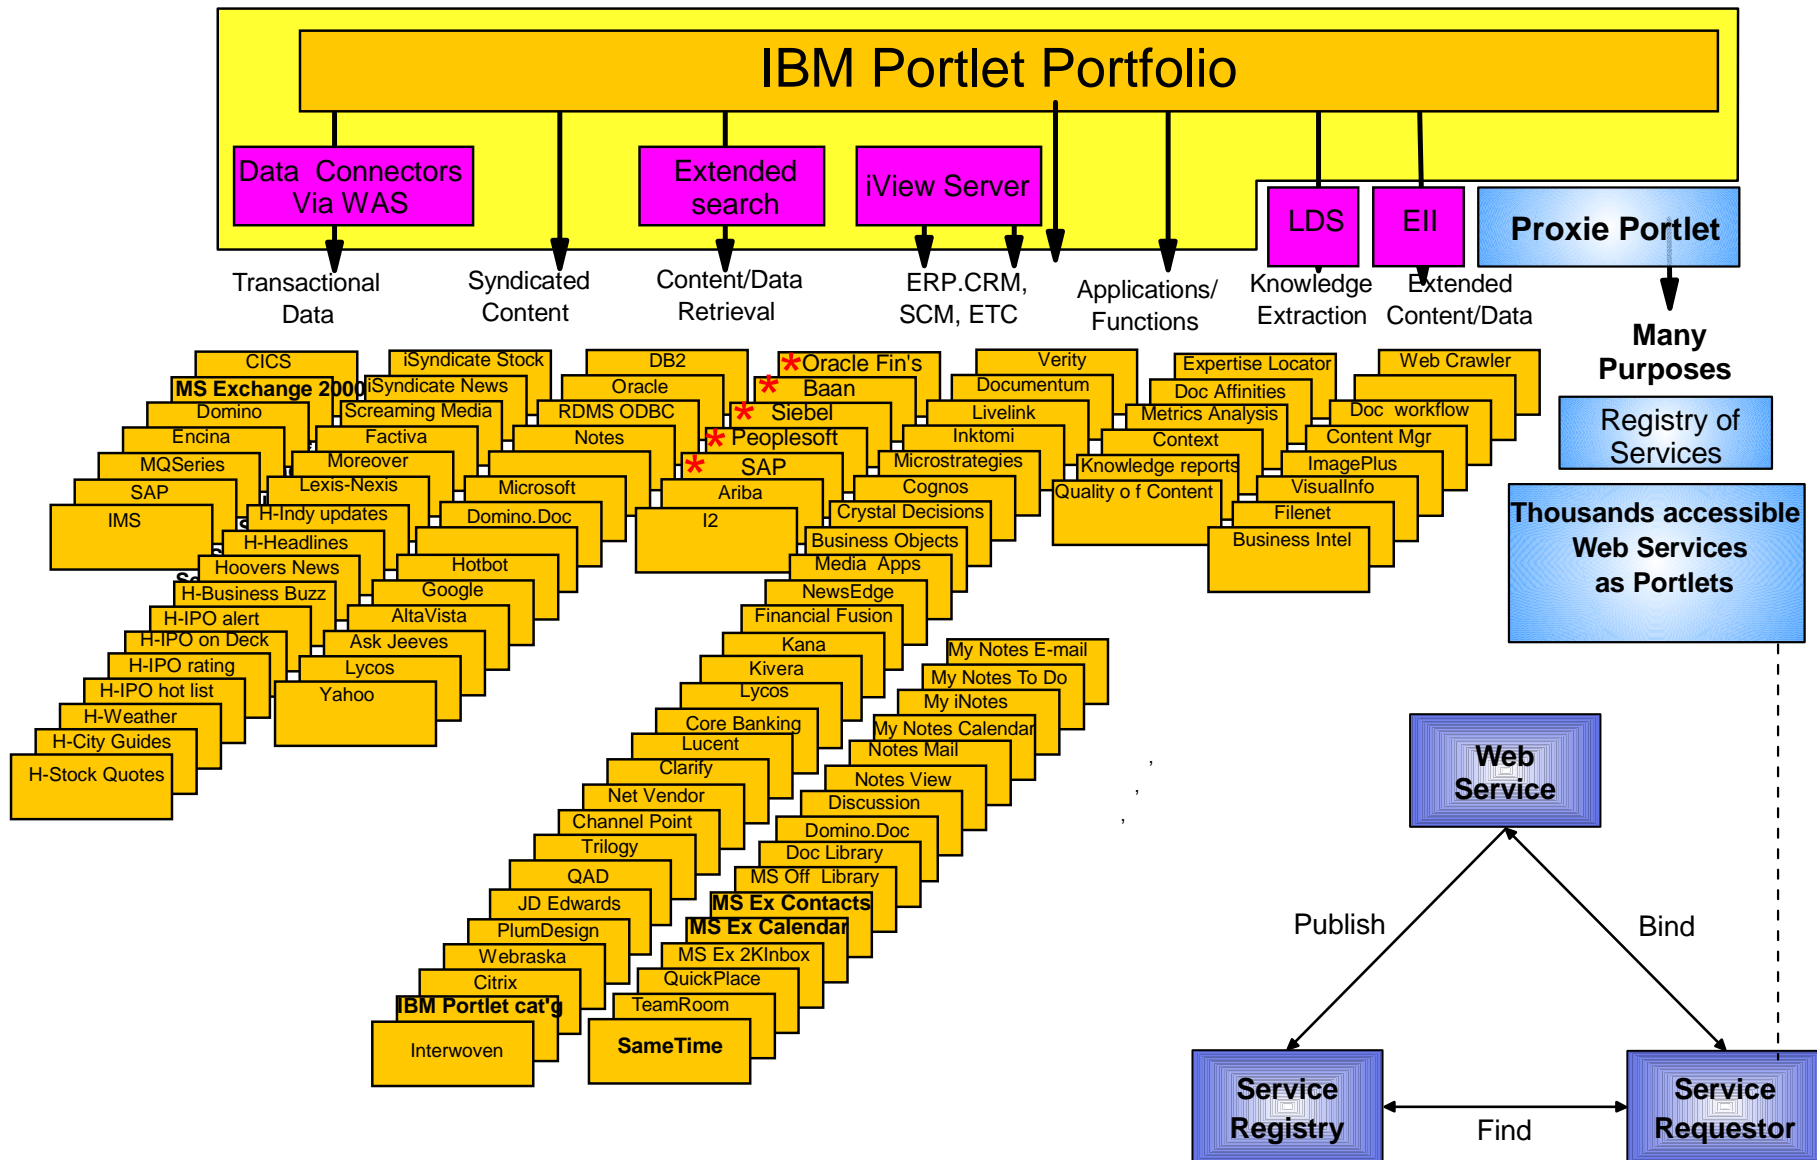 IBM Portlet Portfolio
Data Connectors
Via WAS
Extended
search
iView Server
LDS
EII
Proxie Portlet
Transactional
Data
Syndicated
Content
Content/Data
Retrieval
ERP.CRM,
SCM, ETC
Applications/
Functions
Knowledge
Extraction
Extended
Content/Data
Many
Purposes
Registry of
Services
Thousands accessible
Web Services
as Portlets
CICS
MS Exchange 2000
Domino
Encina
MQSeries
SAP
IMS
iSyndicate Stock
iSyndicate News
Screaming Media
Factiva
Moreover
Lexis-Nexis
H-Indy updates
H-Headlines
Hoovers News
H-Business Buzz
H-IPO alert
H-IPO on Deck
H-IPO rating
H-IPO hot list
H-Weather
H-City Guides
H-Stock Quotes
DB2
Oracle
RDMS ODBC
Notes
Microsoft
Domino.Doc
Hotbot
Google
AltaVista
Ask Jeeves
Lycos
Yahoo
*Oracle Fin's
* Baan
* Siebel
* Peoplesoft
* SAP
Ariba
I2
Verity
Documentum
Livelink
Inktomi
Microstrategies
Cognos
Crystal Decisions
Business Objects
Media Apps
NewsEdge
Financial Fusion
Kana
Kivera
Lycos
Core Banking
Lucent
Clarify
Net Vendor
Channel Point
Trilogy
QAD
JD Edwards
PlumDesign
Webraska
Citrix
IBM Portlet cat'g
Interwoven
My Notes E-mail
My Notes To Do
My iNotes
My Notes Calendar
Notes Mail
Notes View
Discussion
Domino.Doc
Doc Library
MS Off Library
MS Ex Contacts
MS Ex Calendar
MS Ex 2KInbox
QuickPlace
TeamRoom
SameTime
Expertise Locator
Doc Affinities
Metrics Analysis
Context
Knowledge reports
Quality o f Content
Web Crawler
Doc workflow
Content Mgr
ImagePlus
VisualInfo
Filenet
Business Intel
,
,
,
Web
Service
Publish
Bind
Service
Registry
Find
Service
Requestor